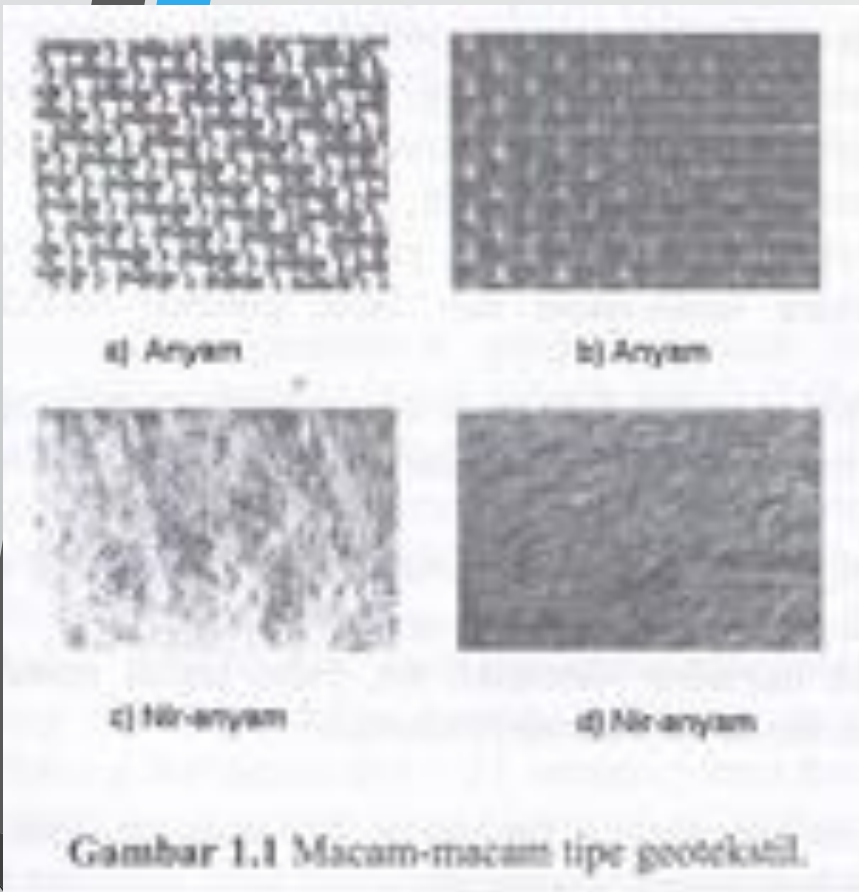 a) Anyam
b) Anyam
c) Nir-anyam
d) Nir-anyam
Gambar 1.1 Macam-macam tipe geotekstil.